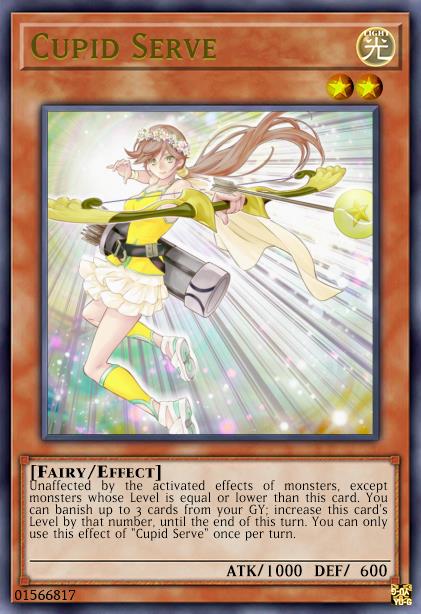 CUPID SERVE
LIGHT
光
[FAIRY/EFFECT]
Unaffected by the activated effects of monsters, except
monsters whose Level is equal or lower than this card. You
can banish up to 3 cards from your GY; increase this card's
Level by that number, until the end of this turn. You can only
use this effect of "Cupid Serve" once per turn.
ATK/1000 DEF/ 600
01566817